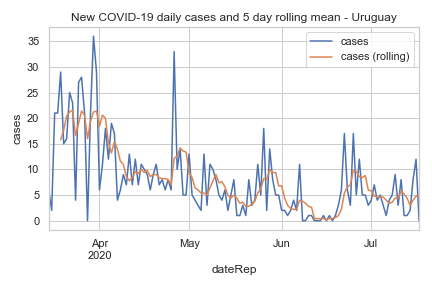 New COVID-19 daily cases and 5 day rolling mean - Uruguay
cases
cases (rolling)
35
30
25
20
15
10
5
0
cases
Apr
2020
May
Jun
Jul
dateRep